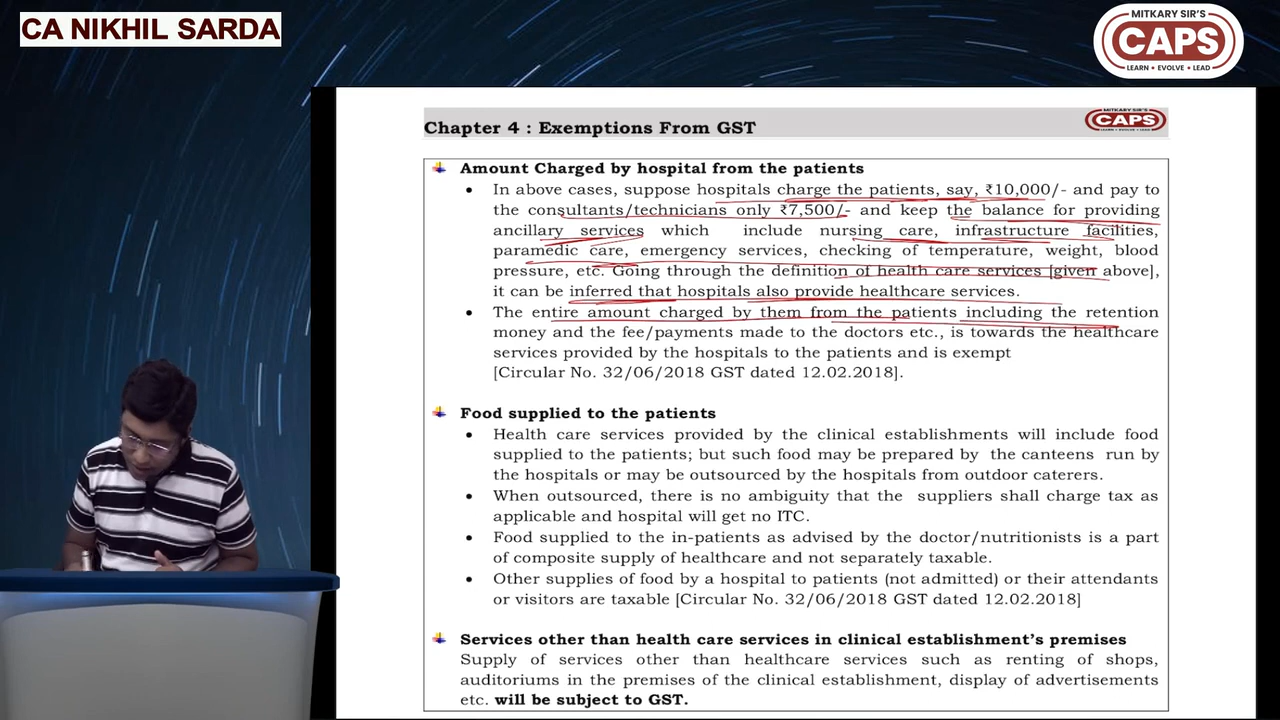 CA NIKHIL SARDA
MITKARY SIR'S
CAPS
LEARN • EVOLVE • LEAD
Chapter 4 : Exemptions From GST
MITKARY SIR'S
CAPS
LEARN • EVOLVE • LEAD
Amount Charged by hospital from the patients
• In above cases, suppose hospitals charge the patients, say, ₹10,000/- and pay to
the consultants/technicians only ₹7,500/- and keep the balance for providing
ancillary services which include nursing care, infrastructure facilities,
paramedic care, emergency services, checking of temperature, weight, blood
pressure, etc. Going through the definition of health care services [given above],
it can be inferred that hospitals also provide healthcare services.
• The entire amount charged by them from the patients including the retention
money and the fee/payments made to the doctors etc., is towards the healthcare
services provided by the hospitals to the patients and is exempt
[Circular No. 32/06/2018 GST dated 12.02.2018].
Food supplied to the patients
• Health care services provided by the clinical establishments will include food
supplied to the patients; but such food may be prepared by the canteens run by
the hospitals or may be outsourced by the hospitals from outdoor caterers.
• When outsourced, there is no ambiguity that the suppliers shall charge tax as
applicable and hospital will get no ITC.
• Food supplied to the in-patients as advised by the doctor/nutritionists is a part
of composite supply of healthcare and not separately taxable.
• Other supplies of food by a hospital to patients (not admitted) or their attendants
or visitors are taxable [Circular No. 32/06/2018 GST dated 12.02.2018]
Services other than health care services in clinical establishment's premises
Supply of services other than healthcare services such as renting of shops,
auditoriums in the premises of the clinical establishment, display of advertisements
etc. will be subject to GST.